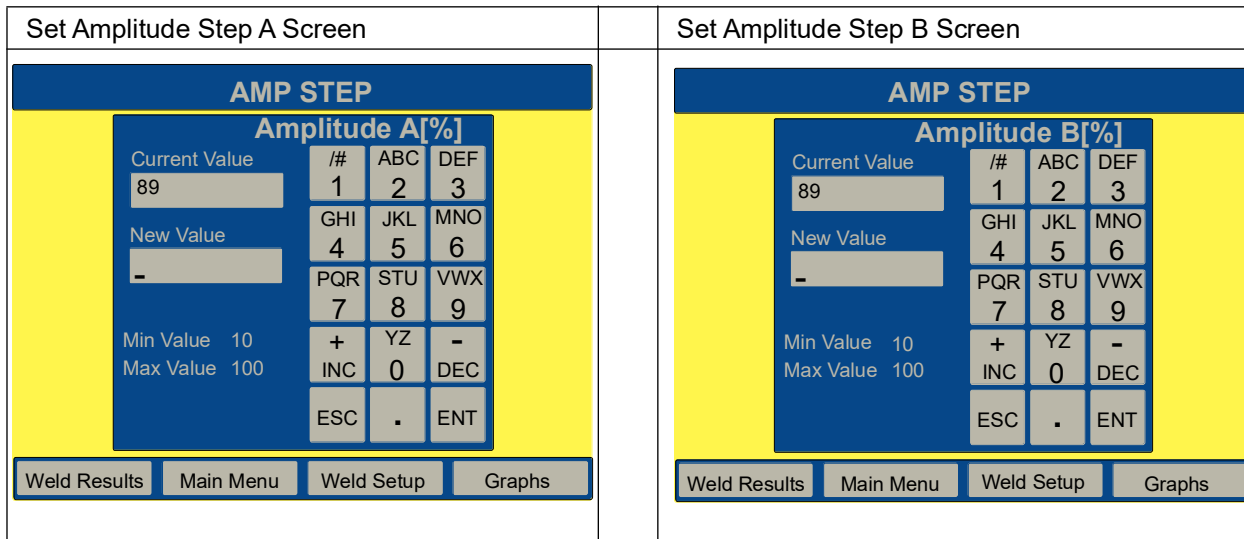 Set Amplitude Step A Screen
AMP STEP
Amplitude A[%]
Current Value
89
New Value
-
Min Value 10
Max Value 100
/# ABC DEF
1 2 3
GHI JKL MNO
4 5 6
PQR STU VWX
7 8 9
+ YZ -
INC 0 DEC
ESC . ENT
Weld Results Main Menu Weld Setup Graphs
Set Amplitude Step B Screen
AMP STEP
Amplitude B[%]
Current Value
89
New Value
-
Min Value 10
Max Value 100
/# ABC DEF
1 2 3
GHI JKL MNO
4 5 6
PQR STU VWX
7 8 9
+ YZ -
INC 0 DEC
ESC . ENT
Weld Results Main Menu Weld Setup Graphs